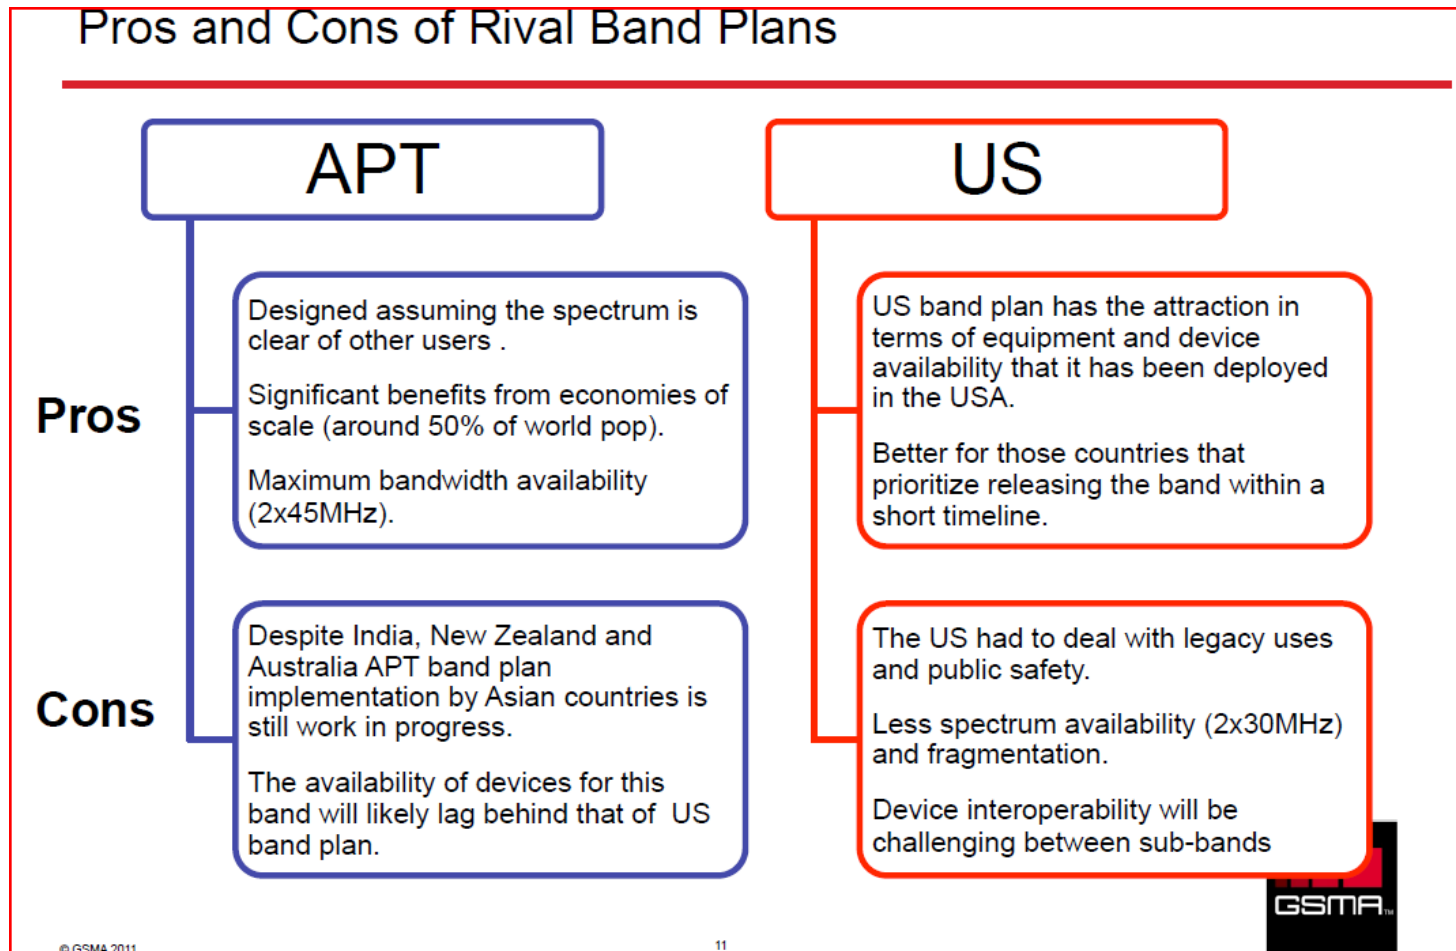 Pros and Cons of Rival Band Plans
APT
US
Pros
Designed assuming the spectrum is
clear of other users .
Significant benefits from economies of
scale (around 50% of world pop).
Maximum bandwidth availability
(2x45MHz).
US band plan has the attraction in
terms of equipment and device
availability that it has been deployed
in the USA.
Better for those countries that
prioritize releasing the band within a
short timeline.
Cons
Despite India, New Zealand and
Australia APT band plan
implementation by Asian countries is
still work in progress.
The availability of devices for this
band will likely lag behind that of US
band plan.
The US had to deal with legacy uses
and public safety.
Less spectrum availability (2x30MHz)
and fragmentation.
Device interoperability will be
challenging between sub-bands
GSMA™
© GSMA 2011
11